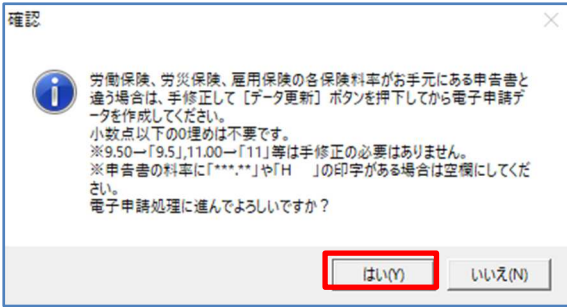 確認
労働保険、労災保険、雇用保険の各保険料率がお手元にある申告書と
違う場合は、手修正して［データ更新］ボタンを押下してから電子申請デ
ータを作成してください。
小数点以下の0埋めは不要です。
※9.50→「9.5」,11.00→「11」等は手修正の必要はありません。
※申告書の料率に「***.**」や「H　」の印字がある場合は空欄にしてくだ
さい。
電子申請処理に進んでよろしいですか？
はい(Y)
いいえ(N)